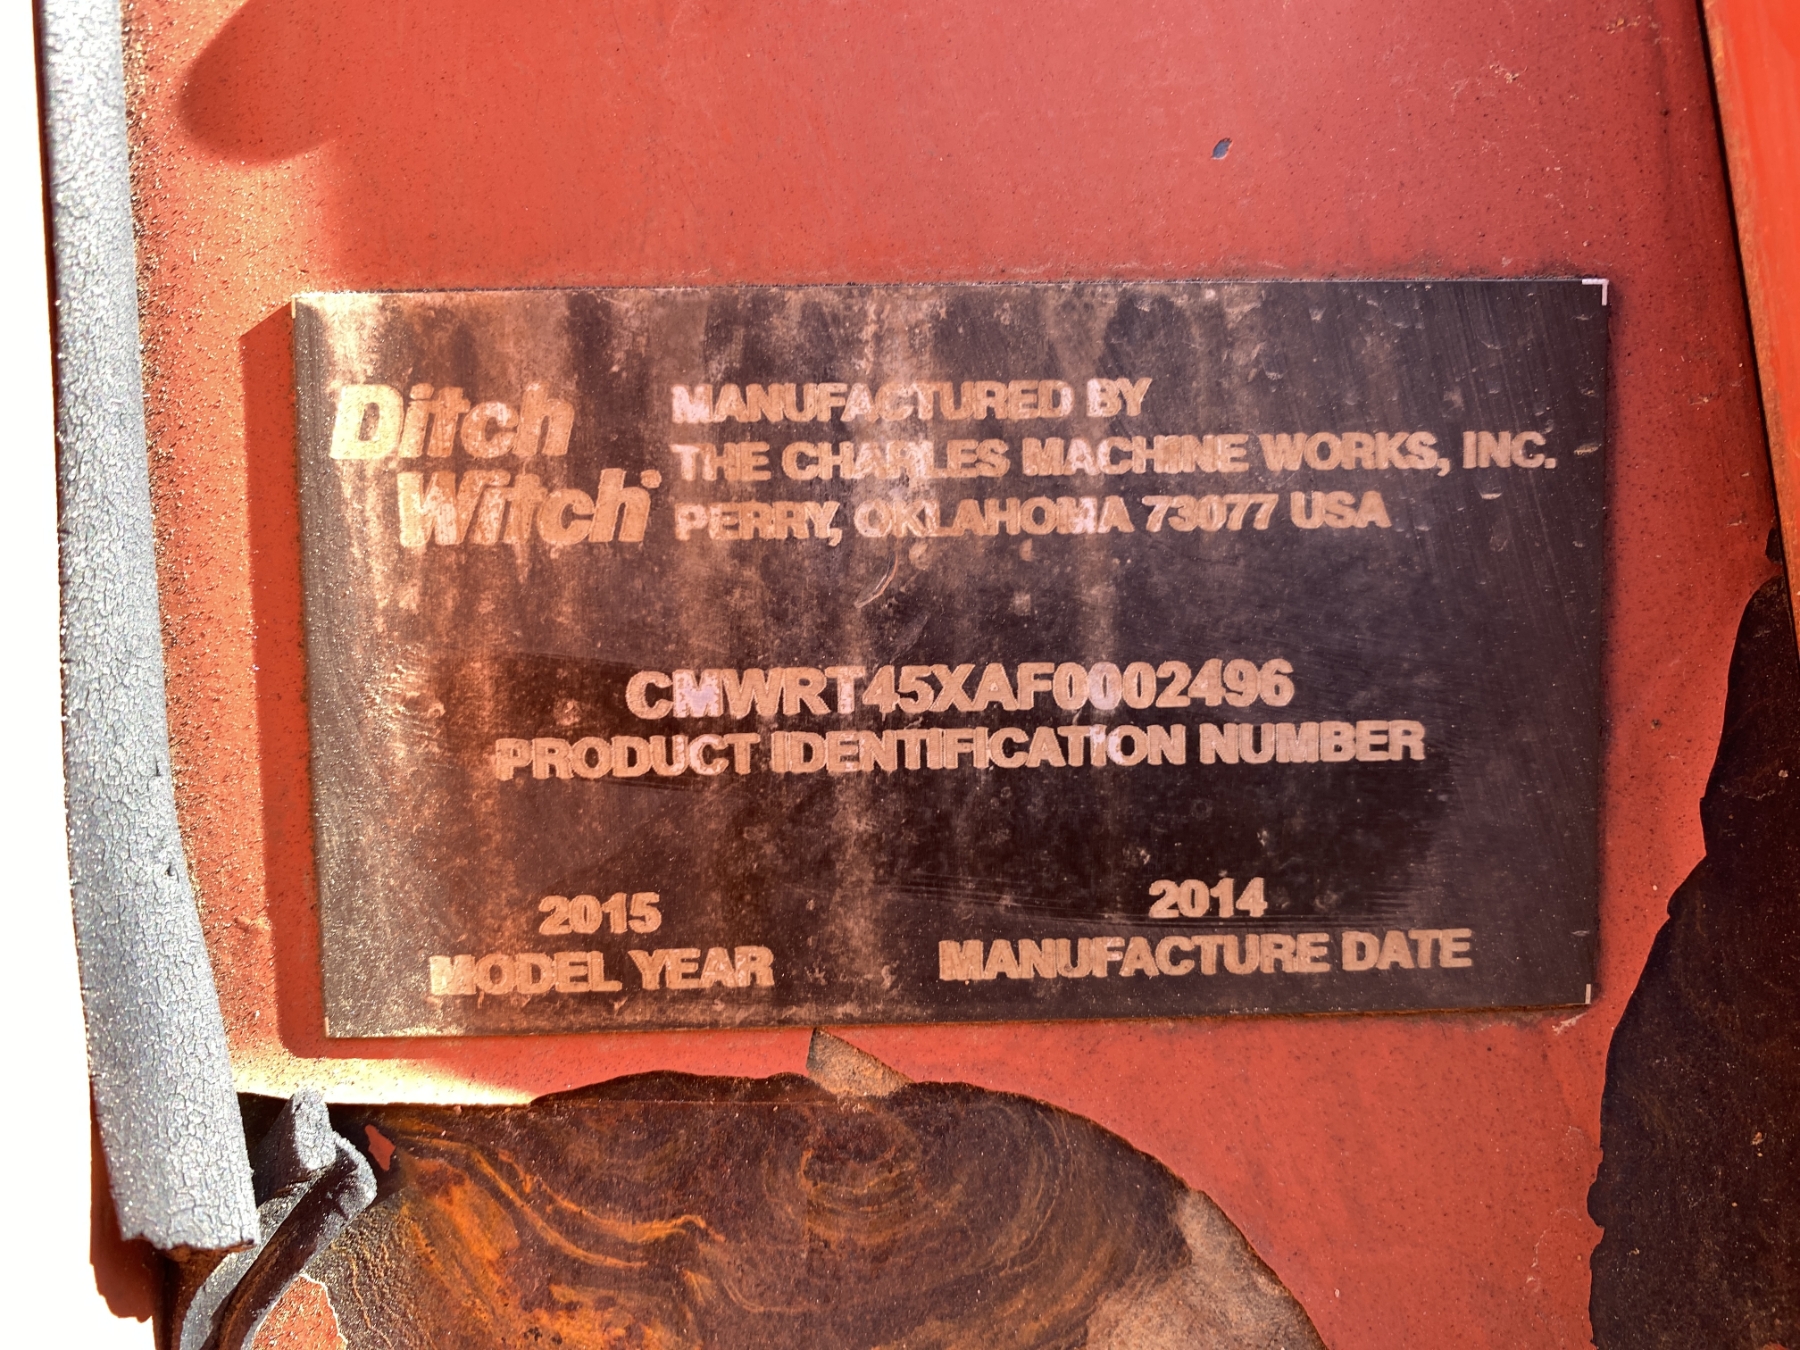 Ditch
Witch
MANUFACTURED BY
THE CHARLES MACHINE WORKS, INC.
PERRY, OKLAHOMA 73077 USA
CMWRT45XAF0002496
PRODUCT IDENTIFICATION NUMBER
2015
MODEL YEAR
2014
MANUFACTURE DATE